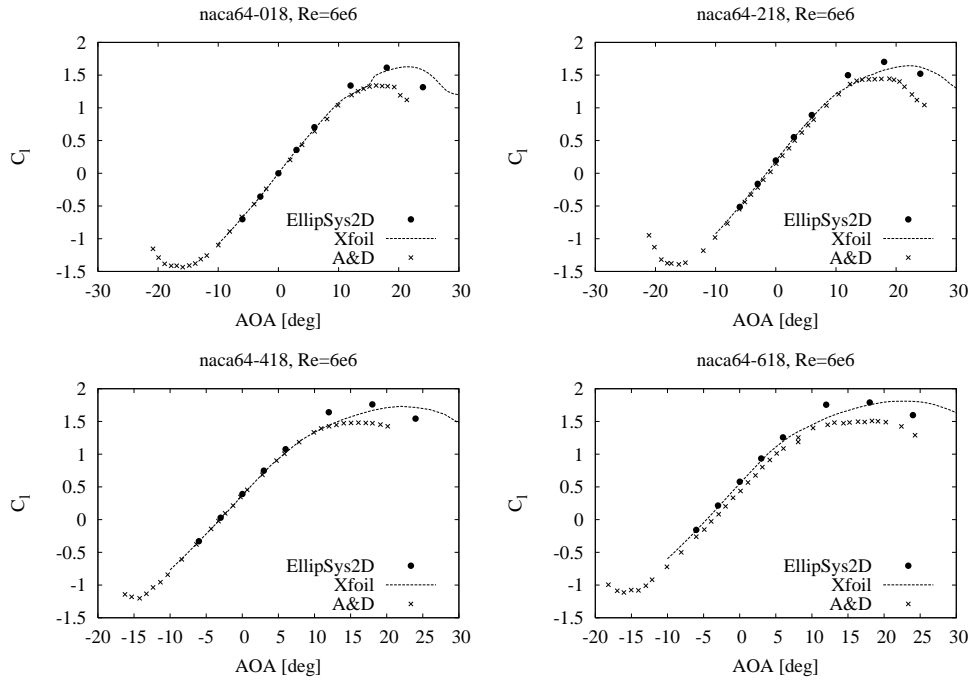 naca64-018, Re=6e6
2
1.5
1
0.5
0
-0.5
-1
-1.5
C_l
-30 -20 -10 0 10 20 30
AOA [deg]
EllipSys2D
Xfoil
A&D
naca64-218, Re=6e6
2
1.5
1
0.5
0
-0.5
-1
-1.5
C_l
-30 -20 -10 0 10 20 30
AOA [deg]
EllipSys2D
Xfoil
A&D
naca64-418, Re=6e6
2
1.5
1
0.5
0
-0.5
-1
-1.5
C_l
-20 -15 -10 -5 0 5 10 15 20 25 30
AOA [deg]
EllipSys2D
Xfoil
A&D
naca64-618, Re=6e6
2
1.5
1
0.5
0
-0.5
-1
-1.5
C_l
-20 -15 -10 -5 0 5 10 15 20 25 30
AOA [deg]
EllipSys2D
Xfoil
A&D